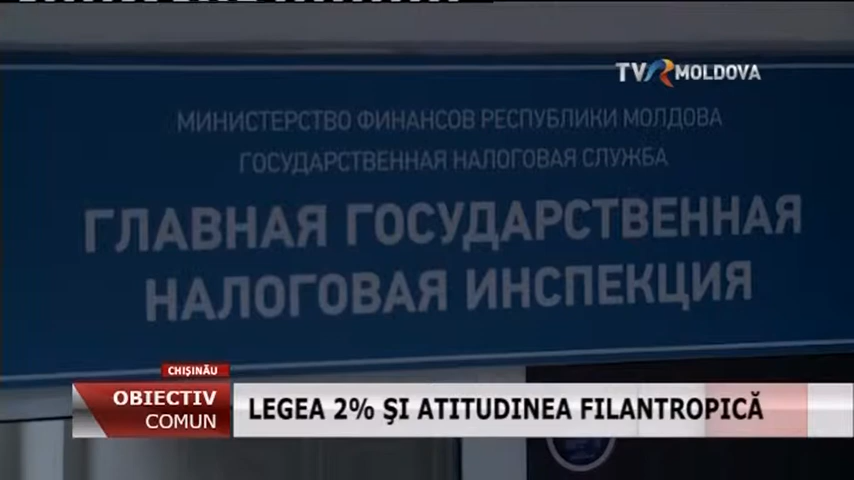 TVR MOLDOVA
МИНИСТЕРСТВО ФИНАНСОВ РЕСПУБЛИКИ МОЛДОВА
ГОСУДАРСТВЕННАЯ НАЛОГОВАЯ СЛУЖБА
ГЛАВНАЯ ГОСУДАРСТВЕННАЯ
НАЛОГОВАЯ ИНСПЕКЦИЯ
CHIŞINĂU
OBIECTIV
COMUN
LEGEA 2% ŞI ATITUDINEA FILANTROPICĂ